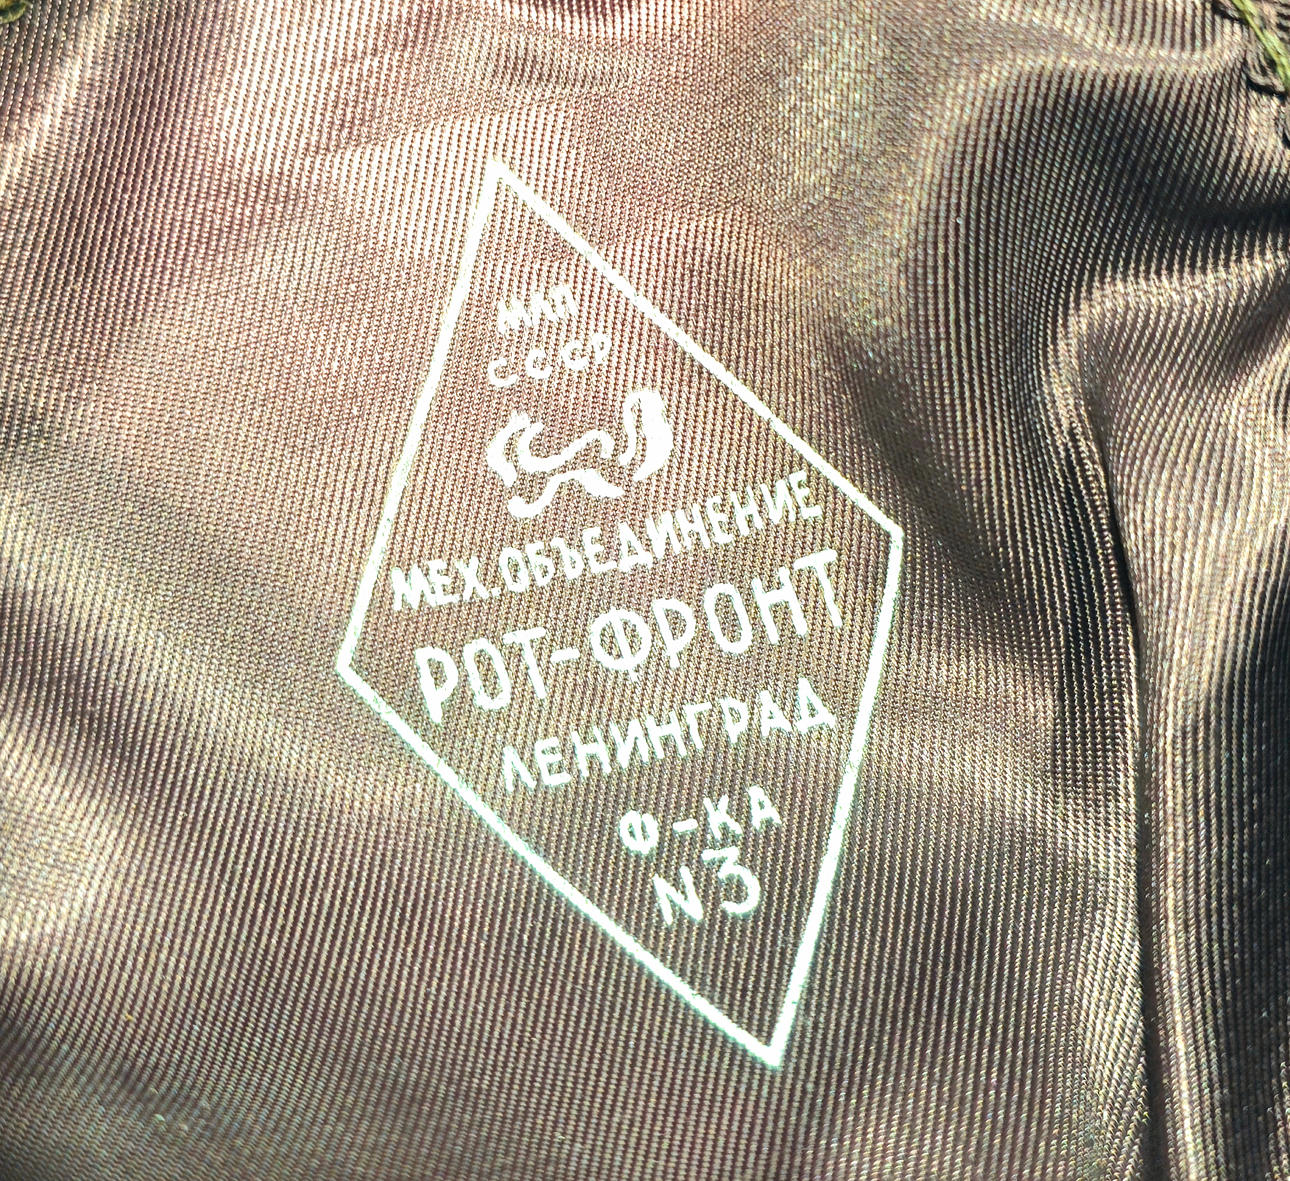 МЛП
СССР
МЕХ.ОБЪЕДИНЕНИЕ
РОТ-ФРОНТ
ЛЕНИНГРАД
Ф-КА
N3